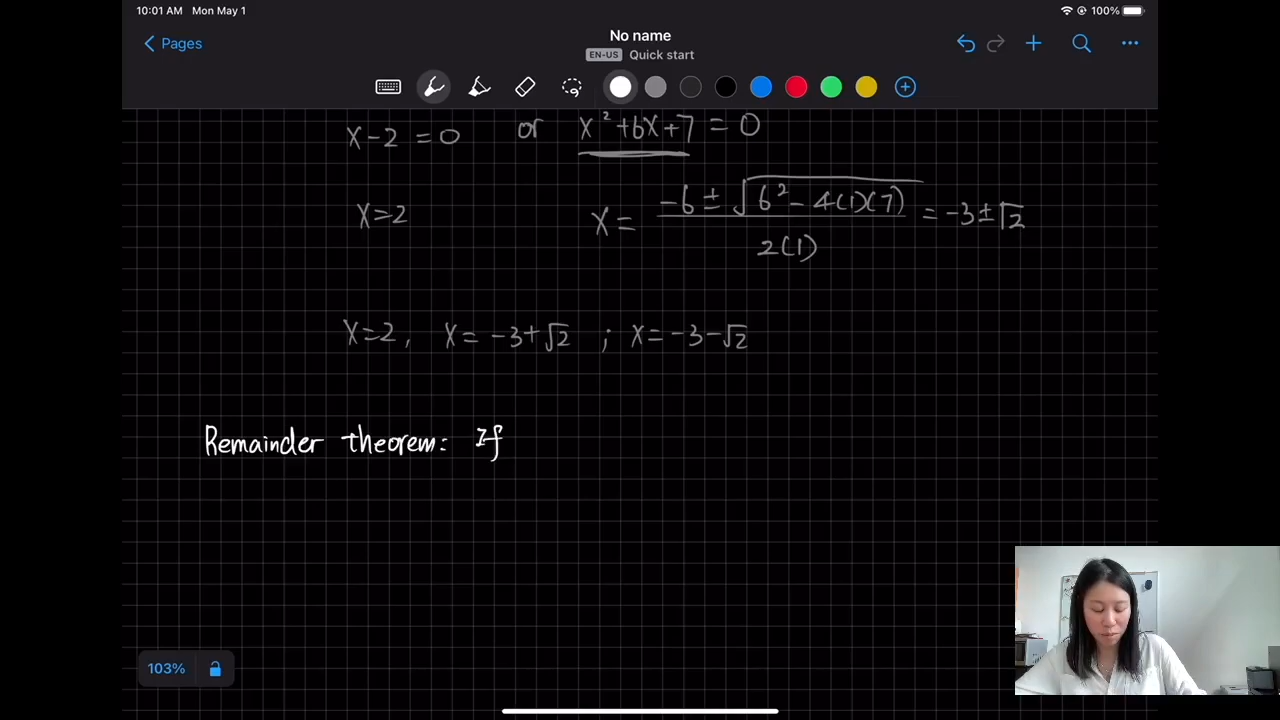 10:01 AM Mon May 1
100%
Pages
No name
EN-US Quick start
x-2 = 0 or x² + 6x + 7 = 0
x = 2 x = (-6 ± √(6² - 4(1)(7))) / 2(1) = -3 ± √2
x = 2, x = -3 + √2 ; x = -3 - √2
Remainder theorem: If
103%